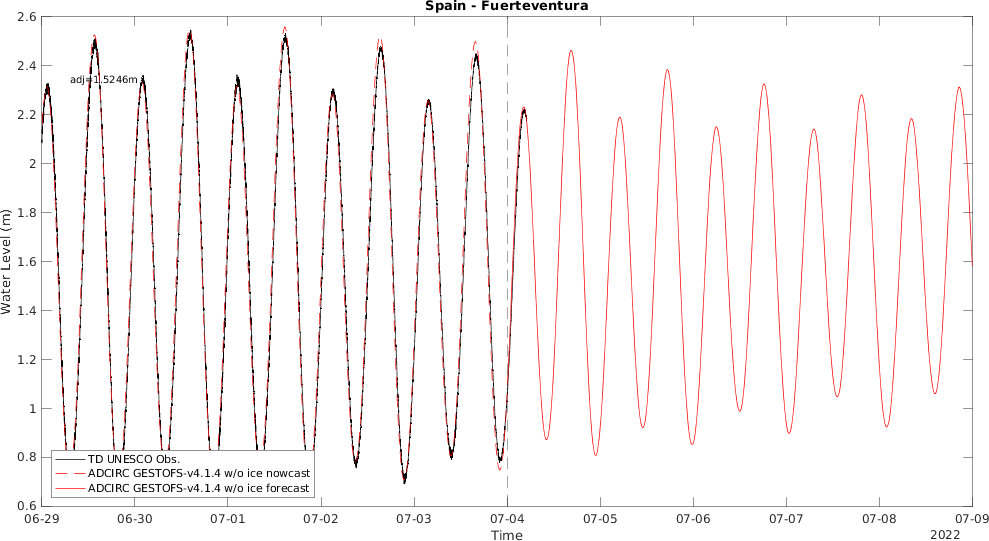 Spain - Fuerteventura
2.6
2.4
adj=1.5246m
2.2
2
1.8
1.6
1.4
1.2
1
0.8
0.6
Water Level (m)
TD UNESCO Obs.
ADCIRC GESTOFS-v4.1.4 w/o ice nowcast
ADCIRC GESTOFS-v4.1.4 w/o ice forecast
06-29 06-30 07-01 07-02 07-03 07-04 07-05 07-06 07-07 07-08 07-09
Time
2022